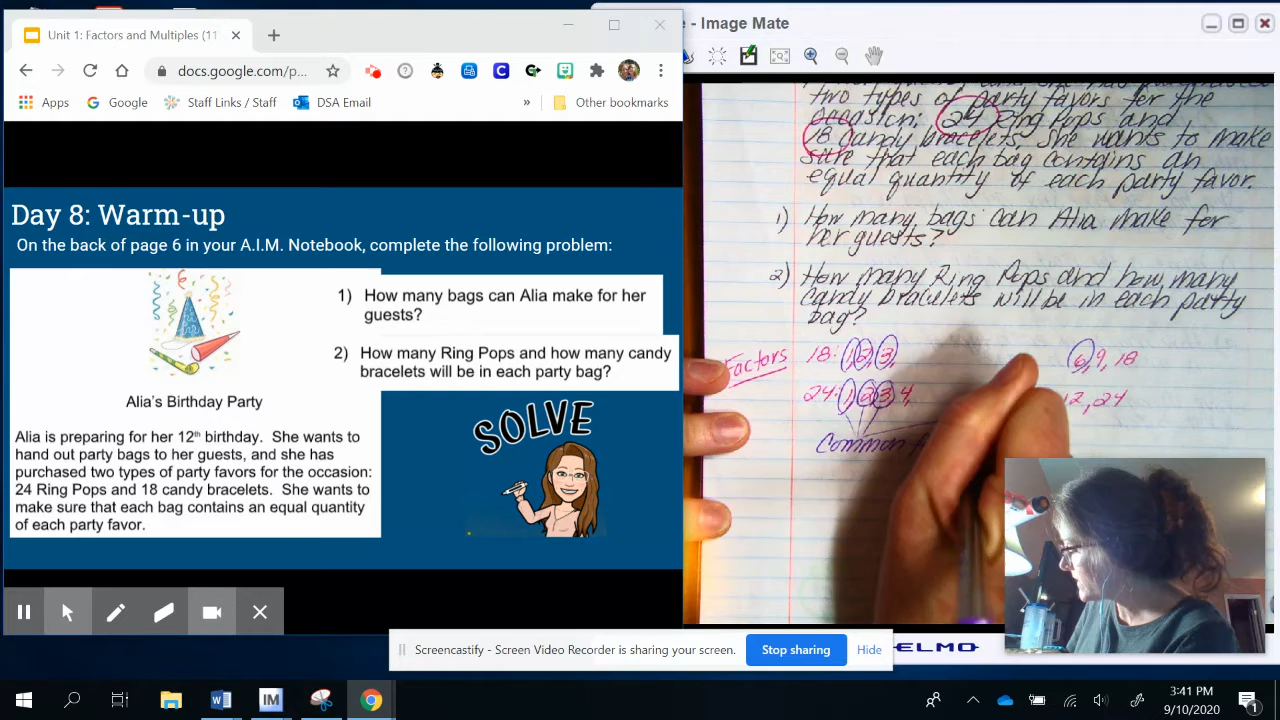 Unit 1: Factors and Multiples (11
- Image Mate
docs.google.com/p...
Apps
Google
Staff Links / Staff
DSA Email
»
Other bookmarks
Day 8: Warm-up
On the back of page 6 in your A.I.M. Notebook, complete the following problem:
1) How many bags can Alia make for her
guests?
2) How many Ring Pops and how many candy
bracelets will be in each party bag?
Alia's Birthday Party
Alia is preparing for her 12th birthday. She wants to
hand out party bags to her guests, and she has
purchased two types of party favors for the occasion:
24 Ring Pops and 18 candy bracelets. She wants to
make sure that each bag contains an equal quantity
of each party favor.
SOLVE
two types of party favors for the
occasion: 24 Ring Pops and
18 candy bracelets. She wants to make
sure that each bag contains an
equal quantity of each party favor.
1) How many bags can Alia make for
her guests?
2) How many Ring Pops and how many
candy bracelets will be in each party
bag?
Factors 18: 1, 2, 3, 6, 9, 18
24: 1, 2, 3, 4, 12, 24
Common
Screencastify - Screen Video Recorder is sharing your screen.
Stop sharing
Hide
ELMO
IM
3:41 PM
9/10/2020
1